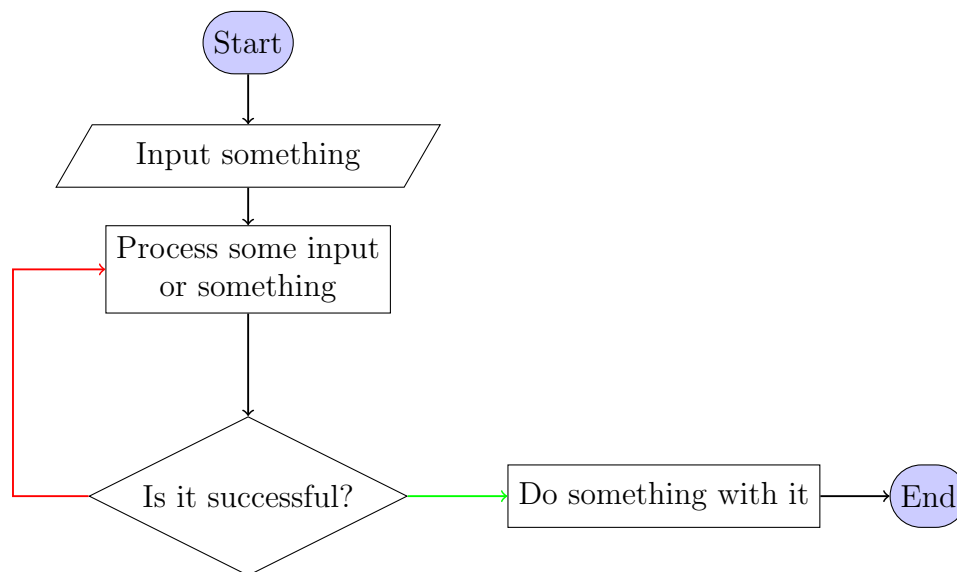 Start
Input something
Process some input
or something
Is it successful?
Do something with it
End